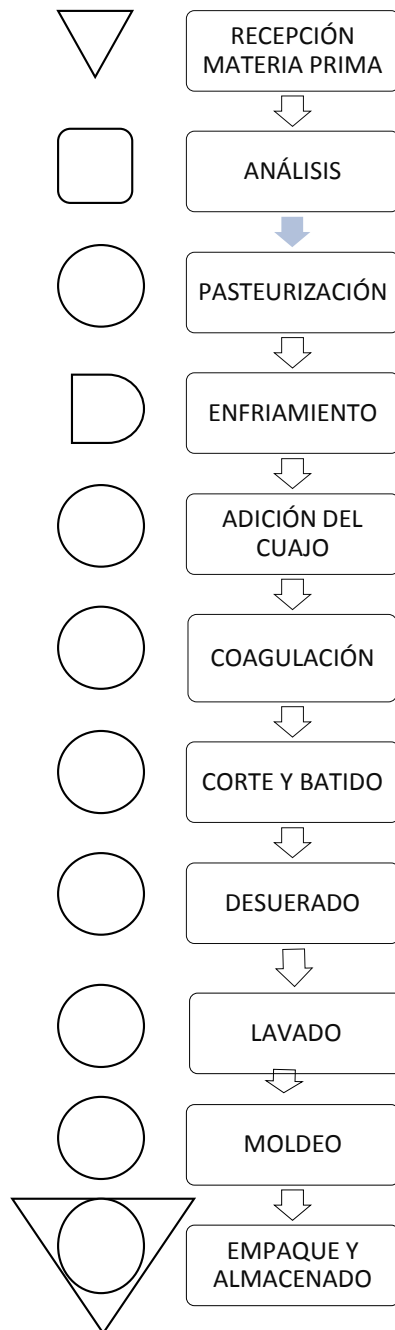 RECEPCIÓN
MATERIA PRIMA
ANÁLISIS
PASTEURIZACIÓN
ENFRIAMIENTO
ADICIÓN DEL
CUAJO
COAGULACIÓN
CORTE Y BATIDO
DESUERADO
LAVADO
MOLDEO
EMPAQUE Y
ALMACENADO